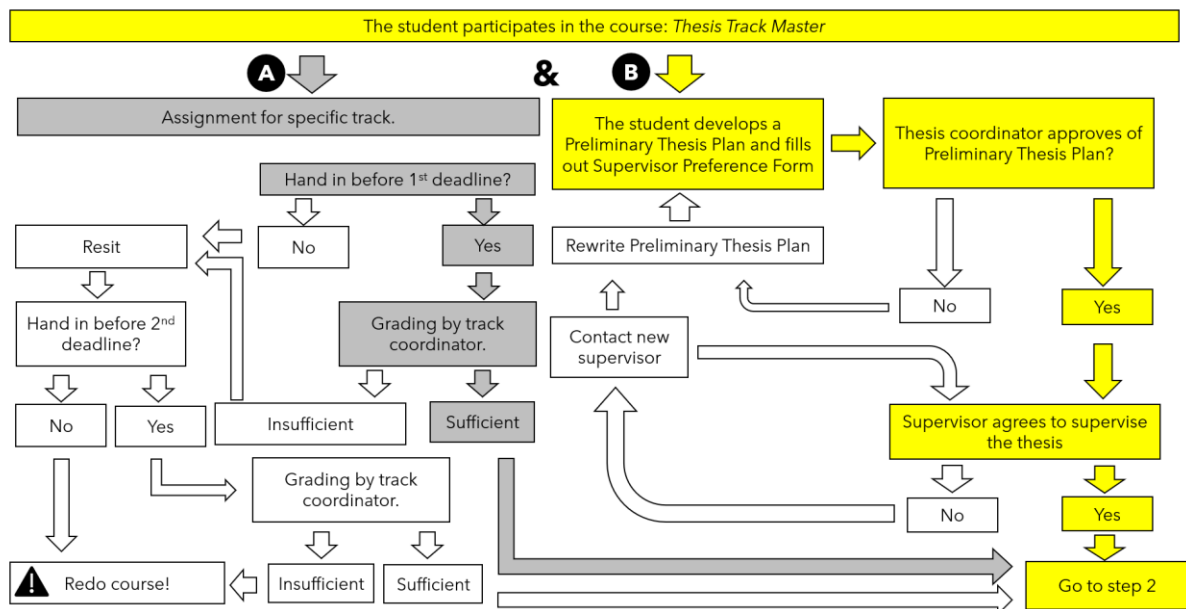 The student participates in the course: Thesis Track Master
A
&
B
Assignment for specific track.
The student develops a
Preliminary Thesis Plan and fills
out Supervisor Preference Form
Thesis coordinator approves of
Preliminary Thesis Plan?
Hand in before 1st deadline?
Resit
No
Yes
Rewrite Preliminary Thesis Plan
No
Yes
Hand in before 2nd
deadline?
Grading by track
coordinator.
Contact new
supervisor
No
Yes
Insufficient
Sufficient
Supervisor agrees to supervise
the thesis
Grading by track
coordinator.
No
Yes
Redo course!
Insufficient
Sufficient
Go to step 2